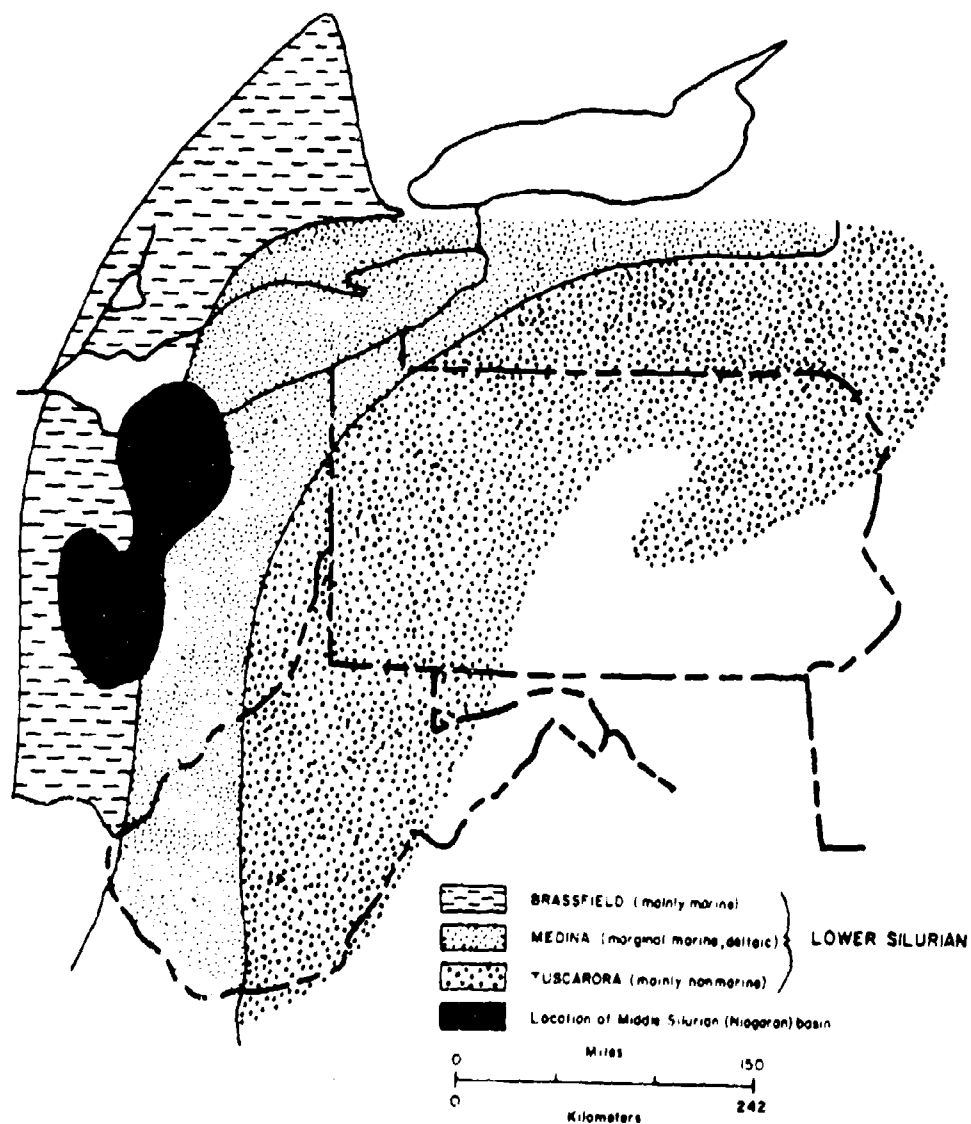 BRASSFIELD (mainly marine)
MEDINA (marginal marine, deltaic)
TUSCARORA (mainly nonmarine)
LOWER SILURIAN
Location of Middle Silurian (Niagaran) basin
Miles
0 150
0 242
Kilometers